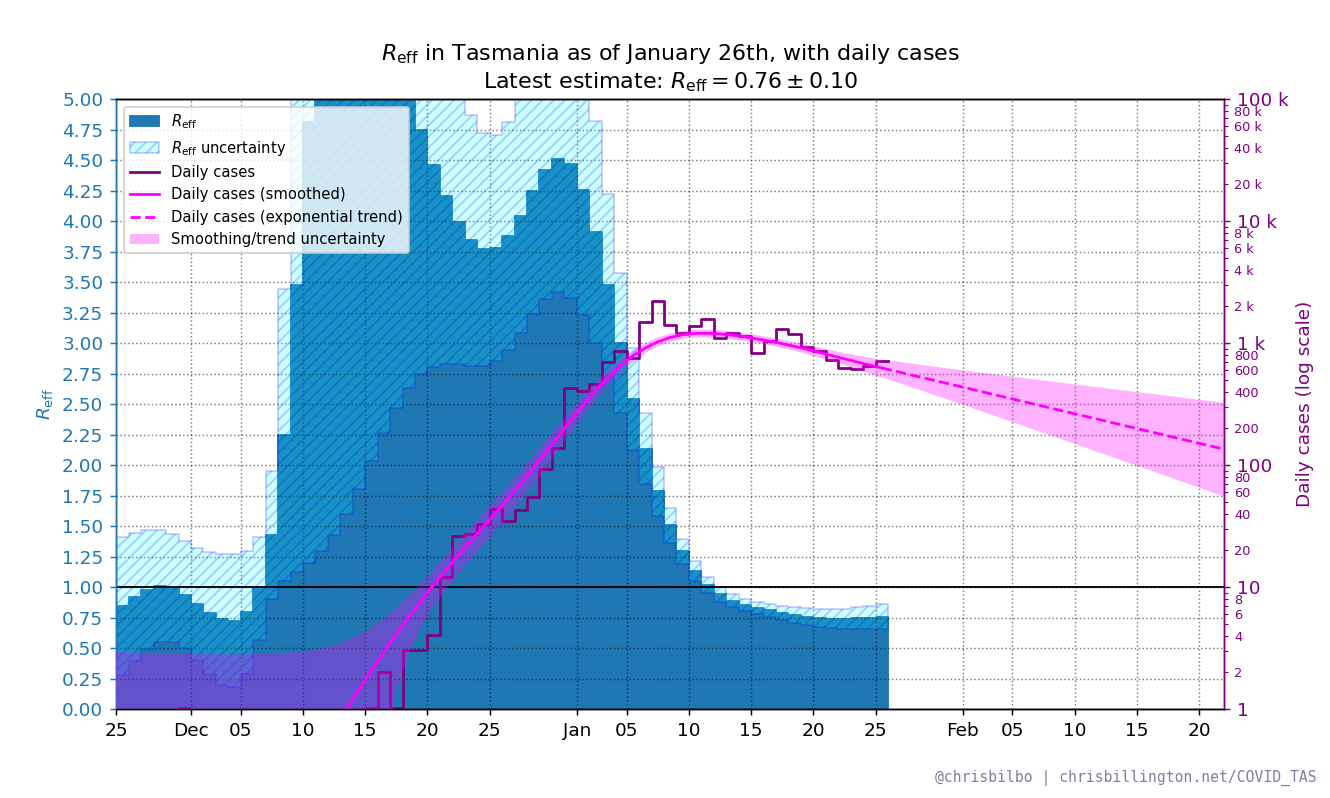 R_eff in Tasmania as of January 26th, with daily cases
Latest estimate: R_eff = 0.76 ± 0.10
R_eff
R_eff uncertainty
Daily cases
Daily cases (smoothed)
Daily cases (exponential trend)
Smoothing/trend uncertainty
R_eff
5.00
4.75
4.50
4.25
4.00
3.75
3.50
3.25
3.00
2.75
2.50
2.25
2.00
1.75
1.50
1.25
1.00
0.75
0.50
0.25
0.00
100 k
80 k
60 k
40 k
20 k
10 k
8 k
6 k
4 k
2 k
1 k
800
600
400
200
100
80
60
40
20
10
8
6
4
2
1
Daily cases (log scale)
25 Dec 05 10 15 20 25 Jan 05 10 15 20 25 Feb 05 10 15 20
@chrisbilbo | chrisbillington.net/COVID_TAS